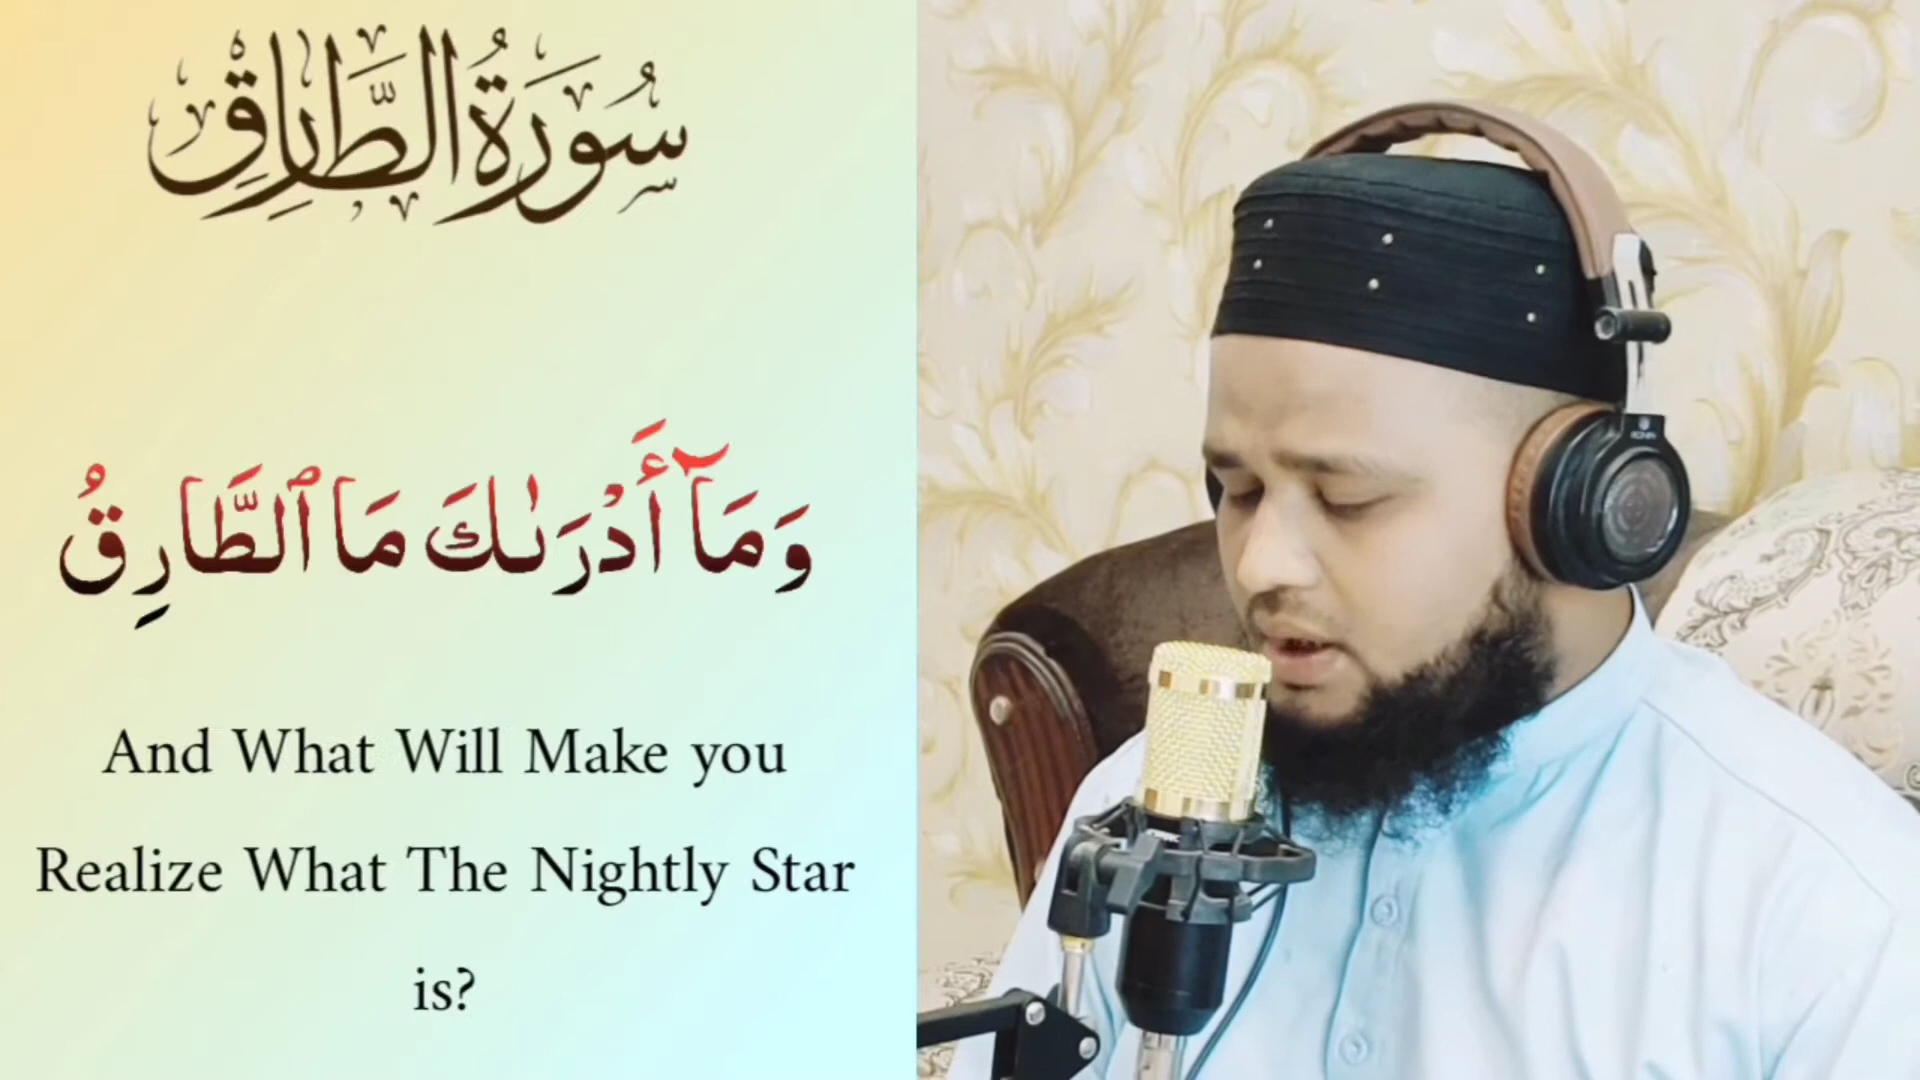 سُورَةُ الطَّارِقِ
وَمَآ أَدْرَىٰكَ مَا ٱلطَّارِقُ
And What Will Make you
Realize What The Nightly Star
is?